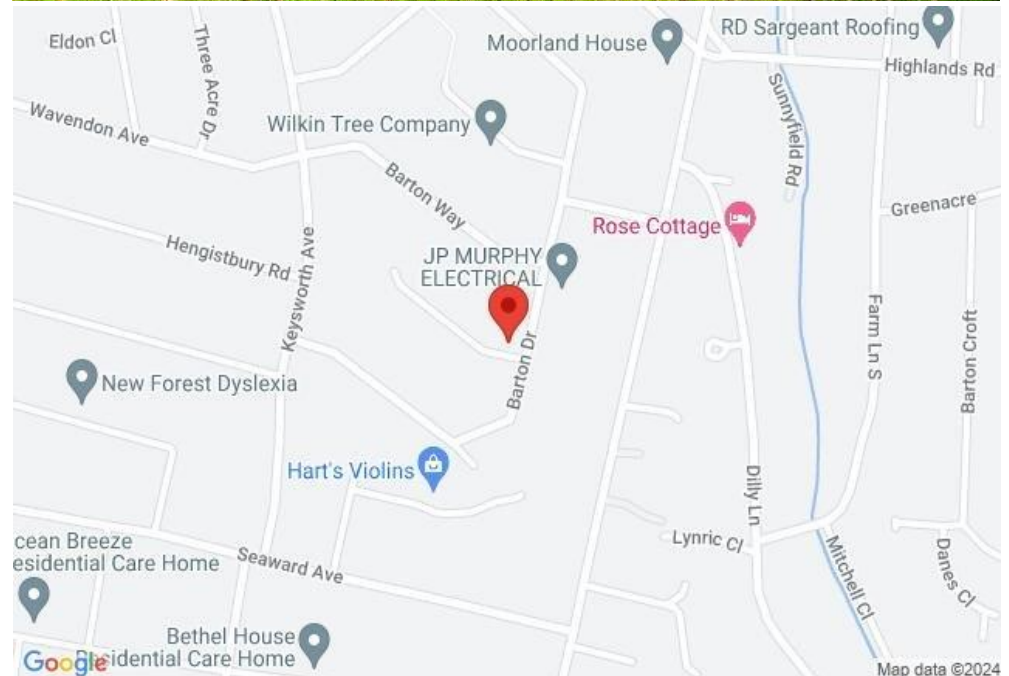 RD Sargeant Roofing
Moorland House
Eldon Cl
Three Acre Dr
Highlands Rd
Wavendon Ave
Wilkin Tree Company
Sunnyfield Rd
Barton Way
Greenacre
Rose Cottage
Hengistbury Rd
JP MURPHY
ELECTRICAL
Keysworth Ave
Farm Ln S
Barton Croft
Barton Dr
New Forest Dyslexia
Hart's Violins
Dilly Ln
Lynric Cl
Mitchell Cl
Danes Cl
cean Breeze
esidential Care Home
Seaward Ave
Bethel House
sidential Care Home
Google
Map data ©2024